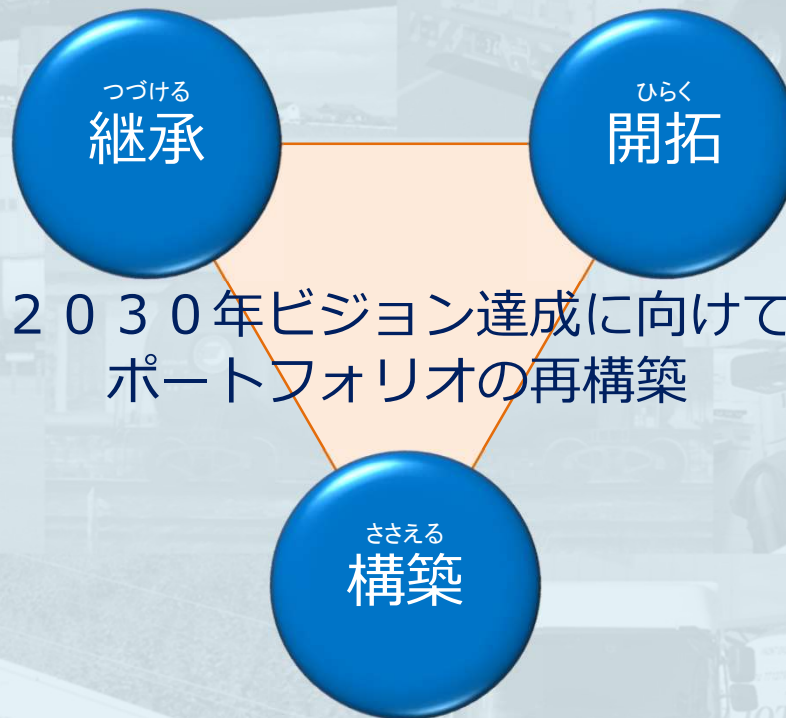 つづける
継承
ひらく
開拓
２０３０年ビジョン達成に向けて
ポートフォリオの再構築
ささえる
構築